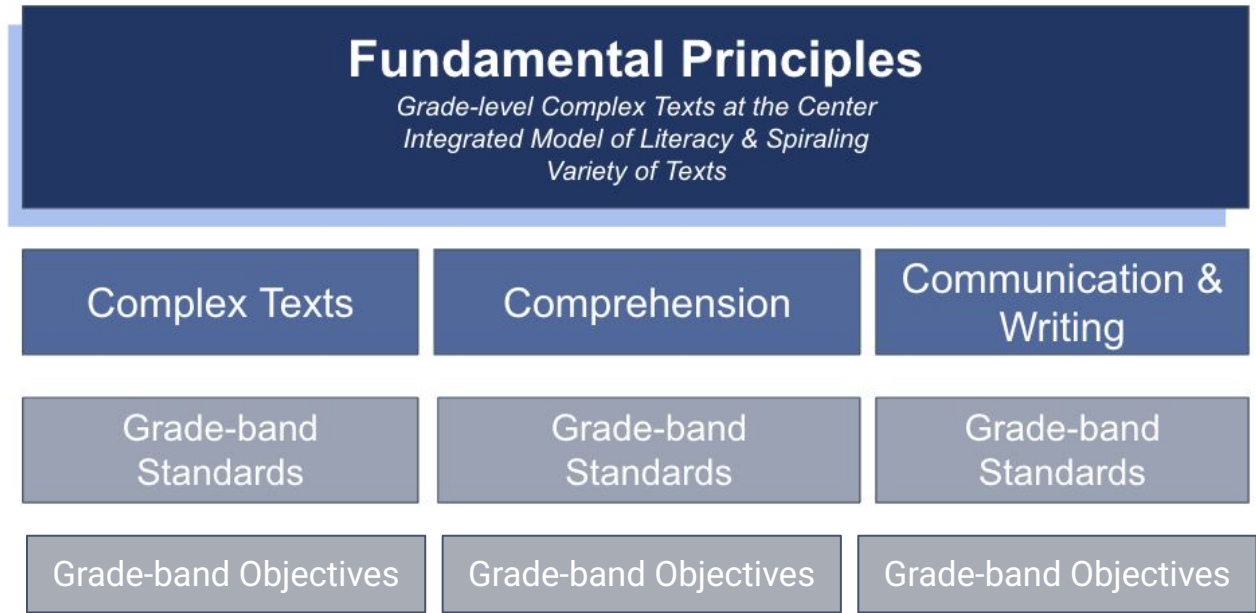 Fundamental Principles
Grade-level Complex Texts at the Center
Integrated Model of Literacy & Spiraling
Variety of Texts
Complex Texts
Comprehension
Communication &
Writing
Grade-band
Standards
Grade-band
Standards
Grade-band
Standards
Grade-band Objectives
Grade-band Objectives
Grade-band Objectives